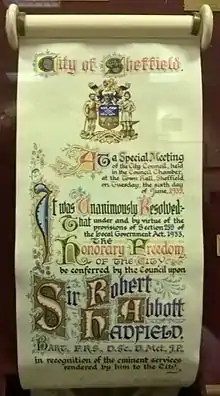 City of Sheffield.
At a Special Meeting
of the City Council, held
in the Council Chamber,
at the Town Hall, Sheffield
on Tuesday, the sixth day
of June, 1939.
It was Unanimously Resolved-
That under and by virtue of the
provisions of Section 259 of
the Local Government Act, 1933,
The
Honorary Freedom
OF THE CITY
be conferred by the Council upon
Sir Robert
Abbott
HADFIELD,
BART., F.R.S., D.Sc., D.Met., J.P.,
in recognition of the eminent services
rendered by him to the City.